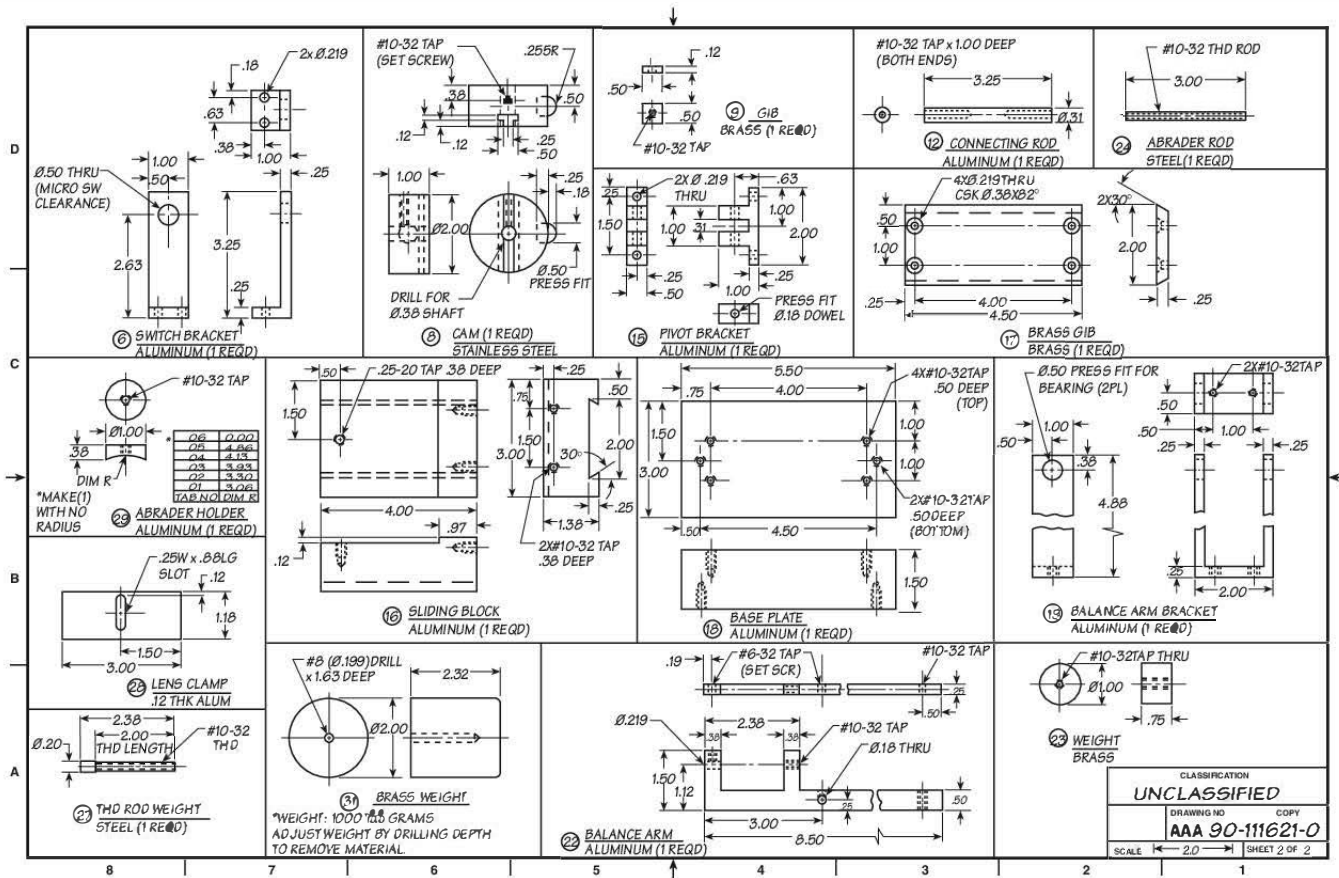 D
C
B
A
8
7
6
5
4
3
2
1
2x Ø.219
.18
.63
.38
1.00
1.00
.50
.25
Ø.50 THRU
(MICRO SW
CLEARANCE)
2.63
3.25
.25
6 SWITCH BRACKET
ALUMINUM (1 REQD)
#10-32 TAP
(SET SCREW)
.255R
.38
.50
.12
.12
.25
.50
1.00
Ø2.00
.25
.18
Ø.50
PRESS FIT
DRILL FOR
Ø.38 SHAFT
8 CAM (1 REQD)
STAINLESS STEEL
.12
.50
.50
#10-32 TAP
9 GIB
BRASS (1 REQD)
2X Ø .219
THRU
.63
.25
1.50
1.00
.31
1.00
2.00
.25
.50
.25
1.00
PRESS FIT
Ø.18 DOWEL
15 PIVOT BRACKET
ALUMINUM (1 REQD)
#10-32 TAP x 1.00 DEEP
(BOTH ENDS)
3.25
Ø.31
12 CONNECTING ROD
ALUMINUM (1 REQD)
#10-32 THD ROD
3.00
24 ABRADER ROD
STEEL(1 REQD)
4XØ.219THRU
CSK Ø.38X82°
2X30°
.50
1.00
2.00
.25
4.00
4.50
.25
17 BRASS GIB
BRASS (1 REQD)
#10-32 TAP
Ø1.00
.38
DIM R
*MAKE(1)
WITH NO
RADIUS
* 06 0.00
05 4.86
04 4.13
03 3.93
02 3.30
01 3.06
TAB NO DIM R
29 ABRADER HOLDER
ALUMINUM (1 REQD)
.50
.25-20 TAP .38 DEEP
1.50
4.00
.97
.12
.25
.75
.50
1.50
3.00
30
2.00
.25
1.38
2X#10-32 TAP
.38 DEEP
16 SLIDING BLOCK
ALUMINUM (1 REQD)
5.50
.75
4.00
4X#10-32TAP
.50 DEEP
(TOP)
1.50
3.00
1.00
1.00
2X#10-32TAP
.50DEEP
(BOTTOM)
.50
4.50
1.50
18 BASE PLATE
ALUMINUM (1 REQD)
Ø.50 PRESS FIT FOR
BEARING (2PL)
2X#10-32TAP
.50
1.00
.50
.50
1.00
.25
.25
.38
4.88
.25
2.00
19 BALANCE ARM BRACKET
ALUMINUM (1 REQD)
.25W x .88LG
SLOT
.12
1.18
1.50
3.00
28 LENS CLAMP
.12 THK ALUM
2.38
2.00
THD LENGTH
#10-32
THD
Ø.20
27 THD ROD WEIGHT
STEEL (1 REQD)
#8 (Ø.199)DRILL
x 1.63 DEEP
2.32
Ø2.00
31 BRASS WEIGHT
*WEIGHT: 1000 GRAMS
ADJUST WEIGHT BY DRILLING DEPTH
TO REMOVE MATERIAL.
.19
#6-32 TAP
(SET SCR)
#10-32 TAP
.25
.50
Ø.219
2.38
.38
.38
#10-32 TAP
Ø.18 THRU
1.50
1.12
.25
.50
3.00
8.50
22 BALANCE ARM
ALUMINUM (1 REQD)
#10-32TAP THRU
Ø1.00
.75
23 WEIGHT
BRASS
CLASSIFICATION
UNCLASSIFIED
DRAWING NO COPY
AAA 90-111621-0
SCALE 2.0 SHEET 2 OF 2